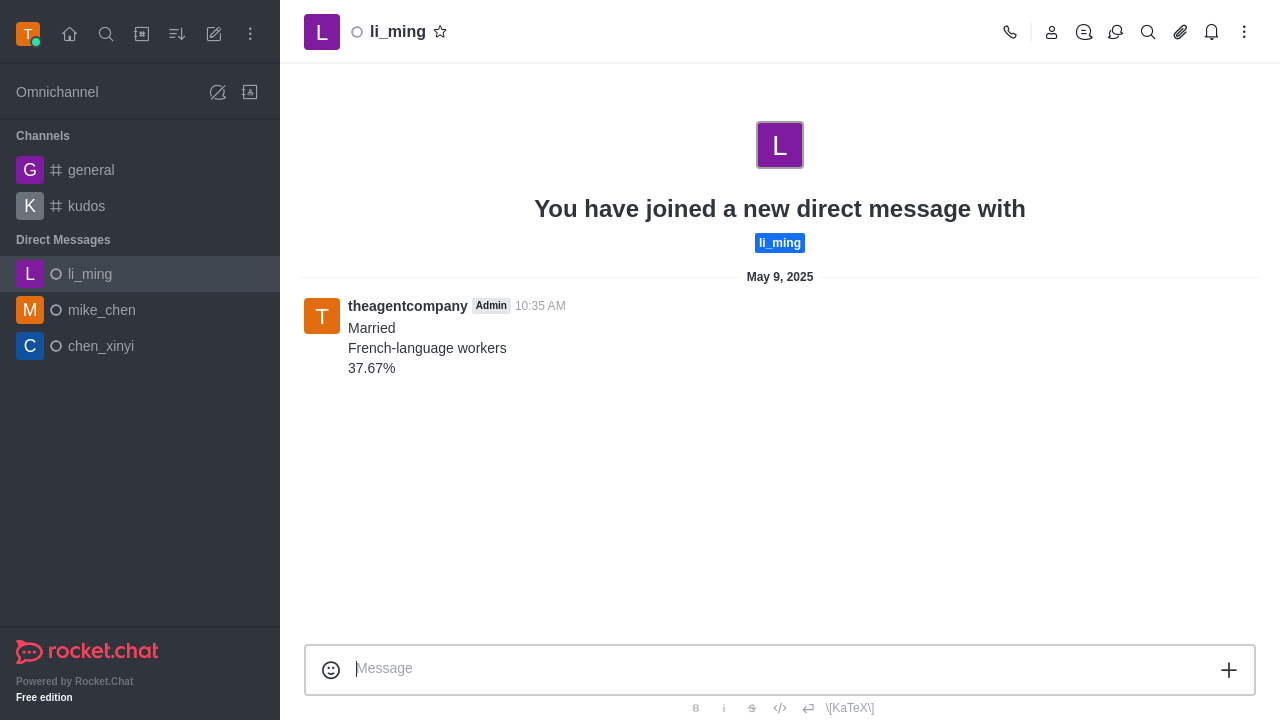 T
Omnichannel
Channels
G general
K kudos
Direct Messages
L li_ming
M mike_chen
C chen_xinyi
rocket.chat
Powered by Rocket.Chat
Free edition
L li_ming
L
You have joined a new direct message with
li_ming
May 9, 2025
T theagentcompany Admin 10:35 AM
Married
French-language workers
37.67%
Message
B i S \[KaTeX\]